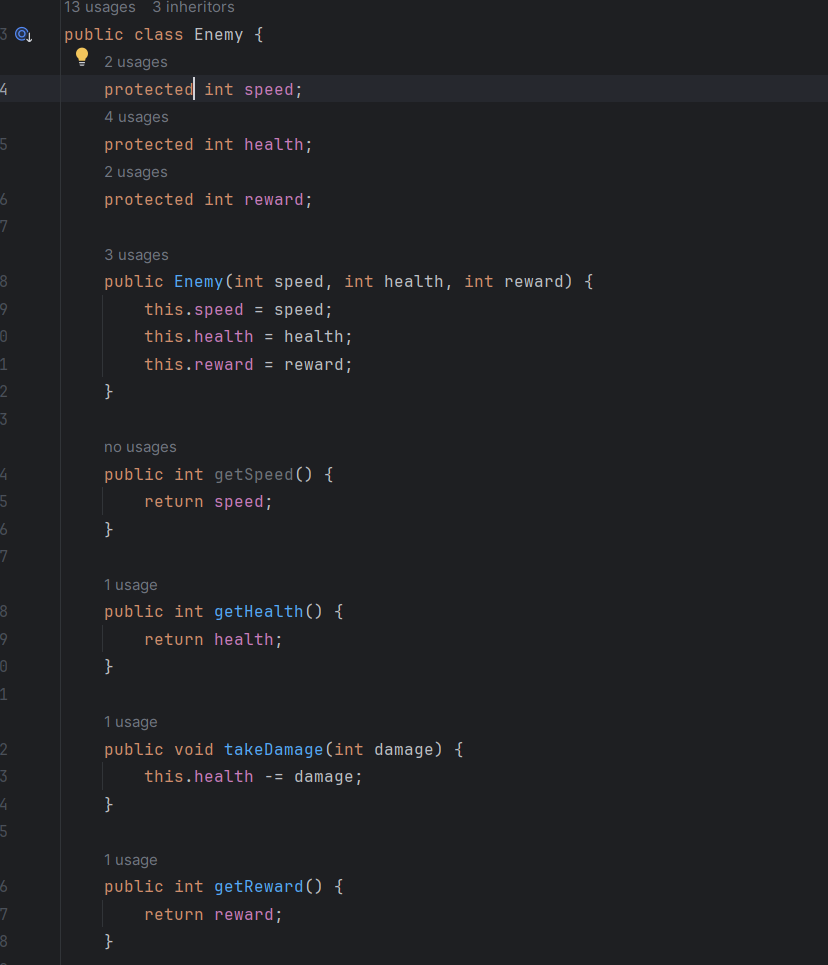 13 usages   3 inheritors
3 public class Enemy {
2 usages
4 protected int speed;
4 usages
5 protected int health;
2 usages
6 protected int reward;
7
3 usages
8 public Enemy(int speed, int health, int reward) {
9 this.speed = speed;
0 this.health = health;
1 this.reward = reward;
2 }
3
no usages
4 public int getSpeed() {
5 return speed;
6 }
7
1 usage
8 public int getHealth() {
9 return health;
0 }
1
1 usage
2 public void takeDamage(int damage) {
3 this.health -= damage;
4 }
5
1 usage
6 public int getReward() {
7 return reward;
8 }